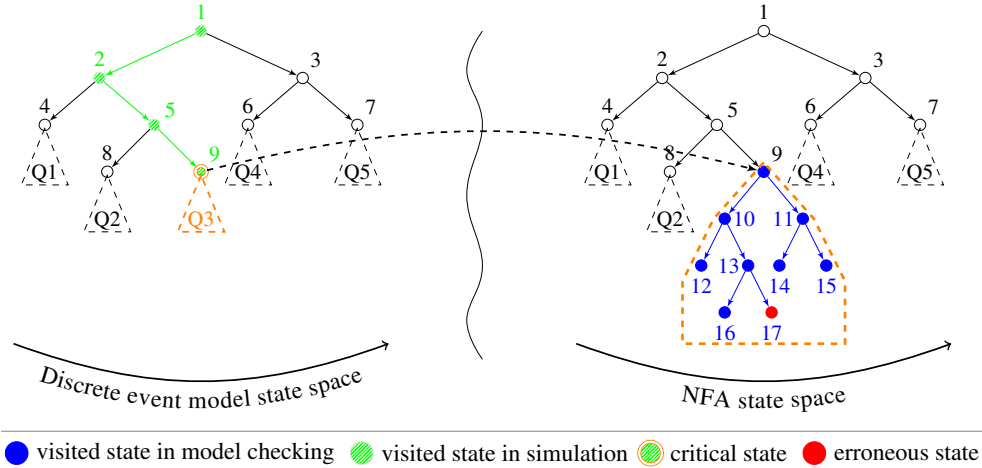 1
1
2
3
2
3
4
5
6
7
4
5
6
7
8
9
8
9
Q1
Q4
Q5
Q1
Q4
Q5
Q2
Q3
Q2
10
11
12
13
14
15
16
17
Discrete event model state space
NFA state space
visited state in model checking
visited state in simulation
critical state
erroneous state